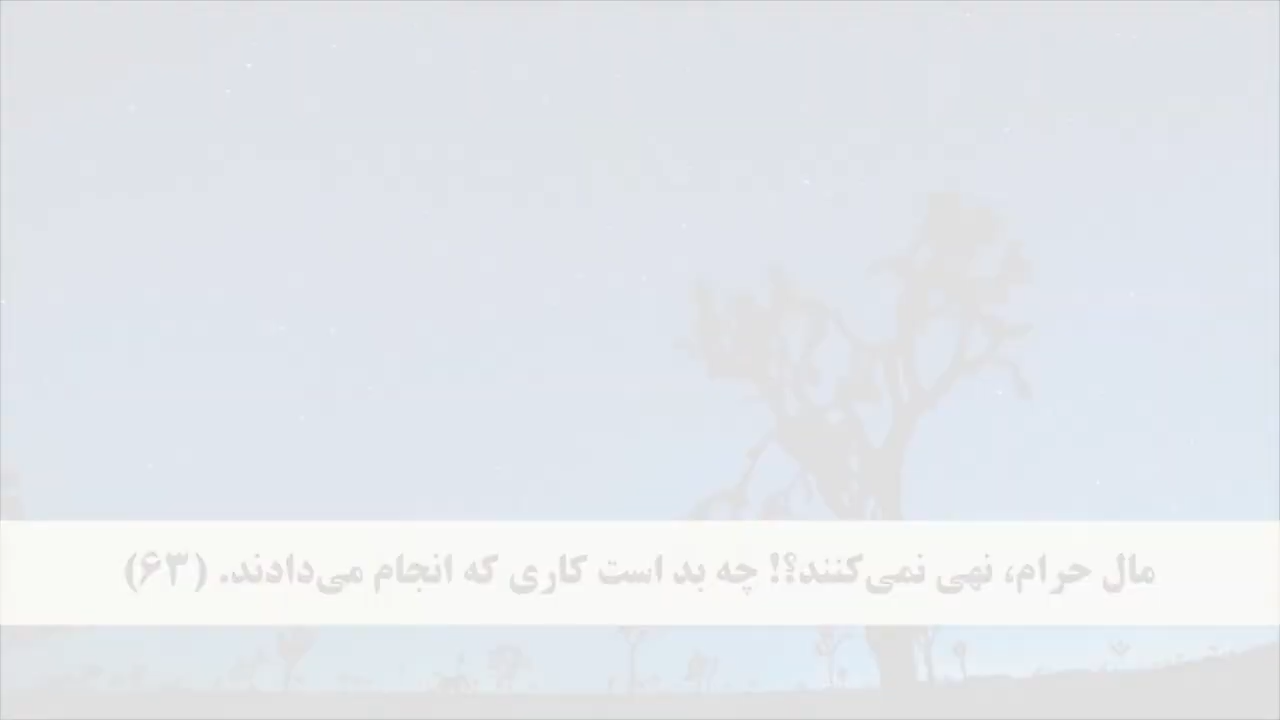 مال حرام، نهی نمی‌کنند؟! چه بد است کاری که انجام می‌دادند. (۶۳)